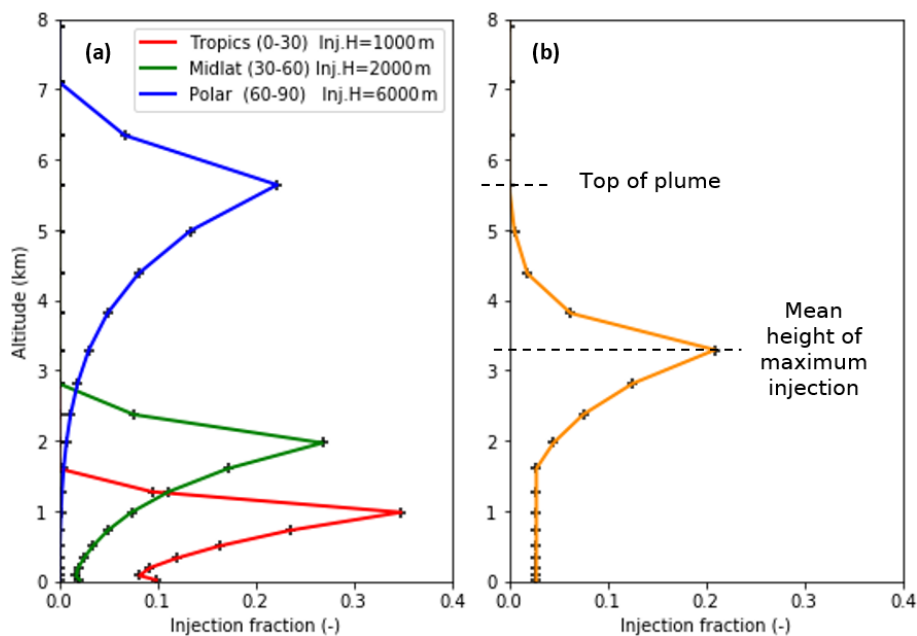 (a)
Tropics (0-30) Inj.H=1000 m
Midlat (30-60) Inj.H=2000 m
Polar (60-90) Inj.H=6000 m
8
7
6
5
4
3
2
1
0
Altitude (km)
0.0 0.1 0.2 0.3 0.4
Injection fraction (-)
(b)
Top of plume
Mean
height of
maximum
injection
8
7
6
5
4
3
2
1
0
0.0 0.1 0.2 0.3 0.4
Injection fraction (-)